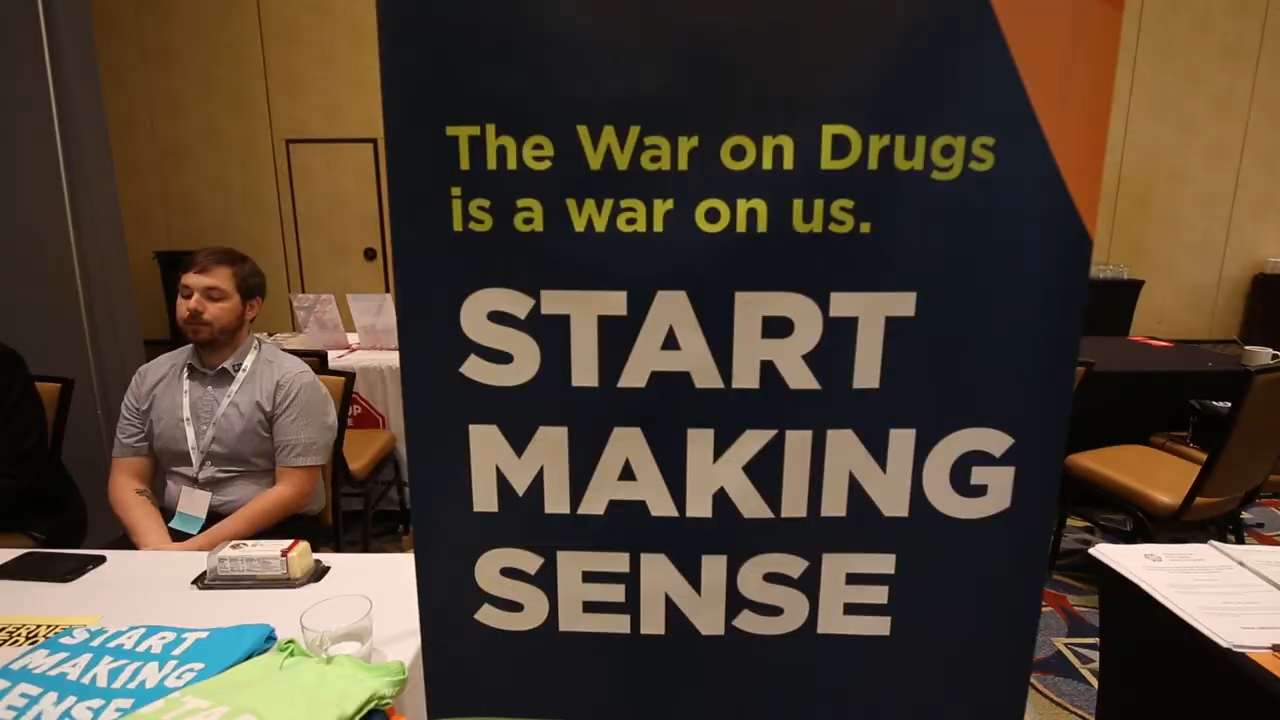 The War on Drugs
is a war on us.
START
MAKING
SENSE
START
MAKING
SENSE